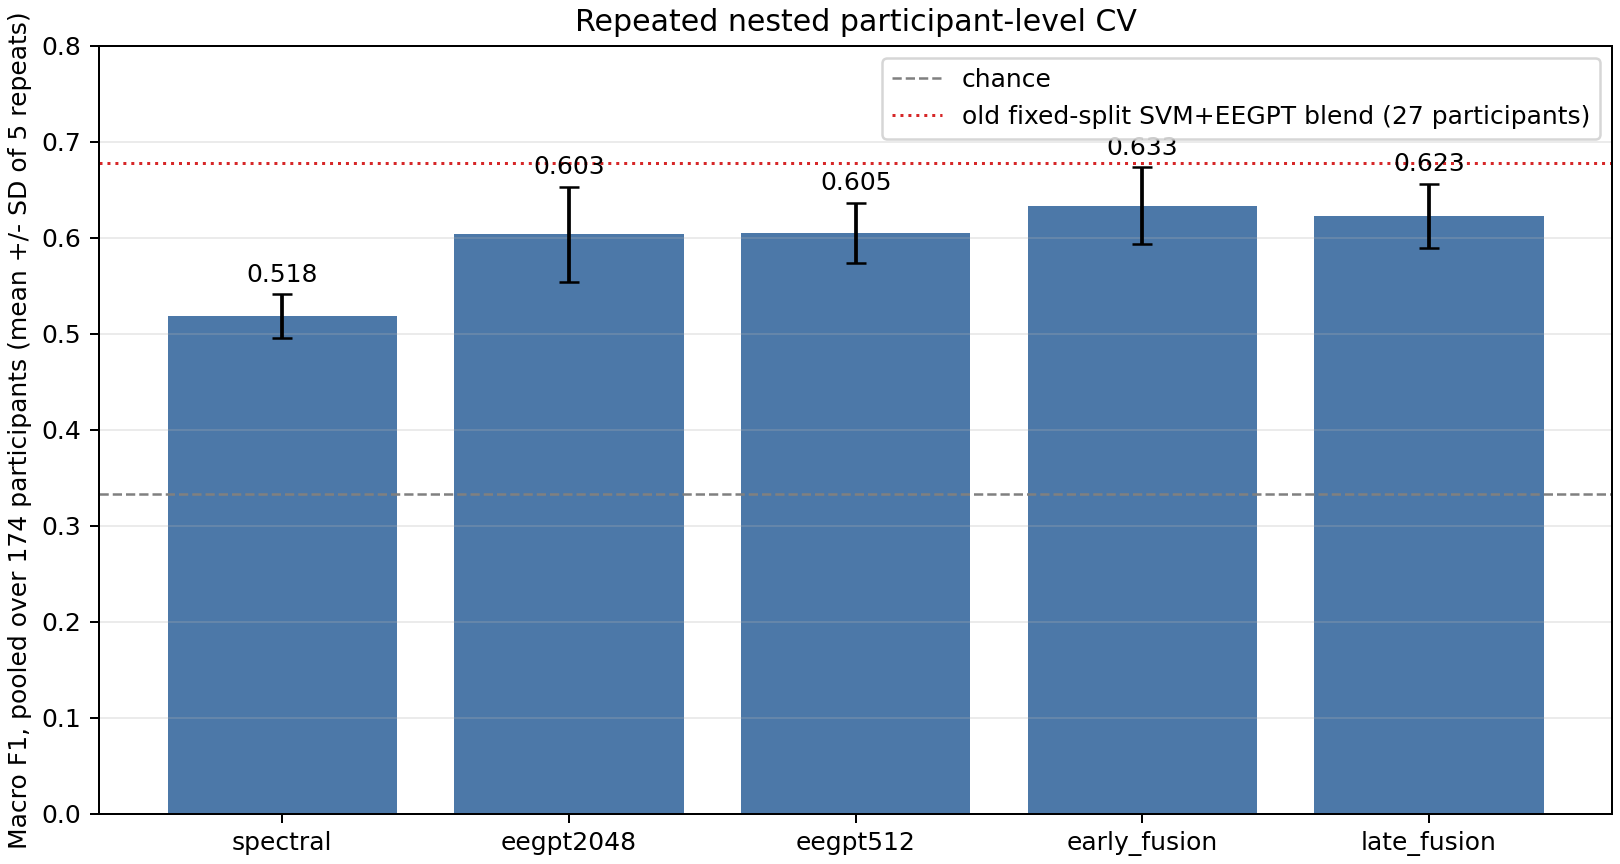 Repeated nested participant-level CV
Macro F1, pooled over 174 participants (mean +/- SD of 5 repeats)
0.8
0.7
0.6
0.5
0.4
0.3
0.2
0.1
0.0
chance
old fixed-split SVM+EEGPT blend (27 participants)
0.518
0.603
0.605
0.633
0.623
spectral
eegpt2048
eegpt512
early_fusion
late_fusion